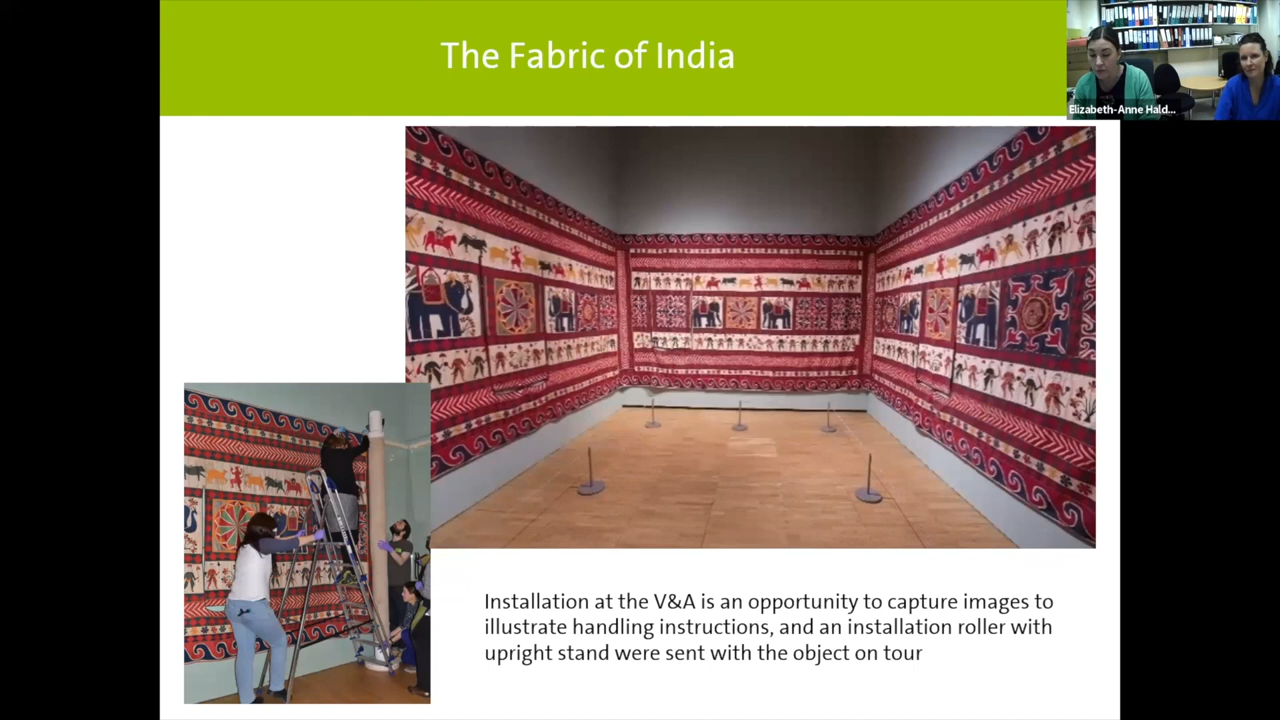 The Fabric of India
Elizabeth-Anne Hald...
Installation at the V&A is an opportunity to capture images to
illustrate handling instructions, and an installation roller with
upright stand were sent with the object on tour